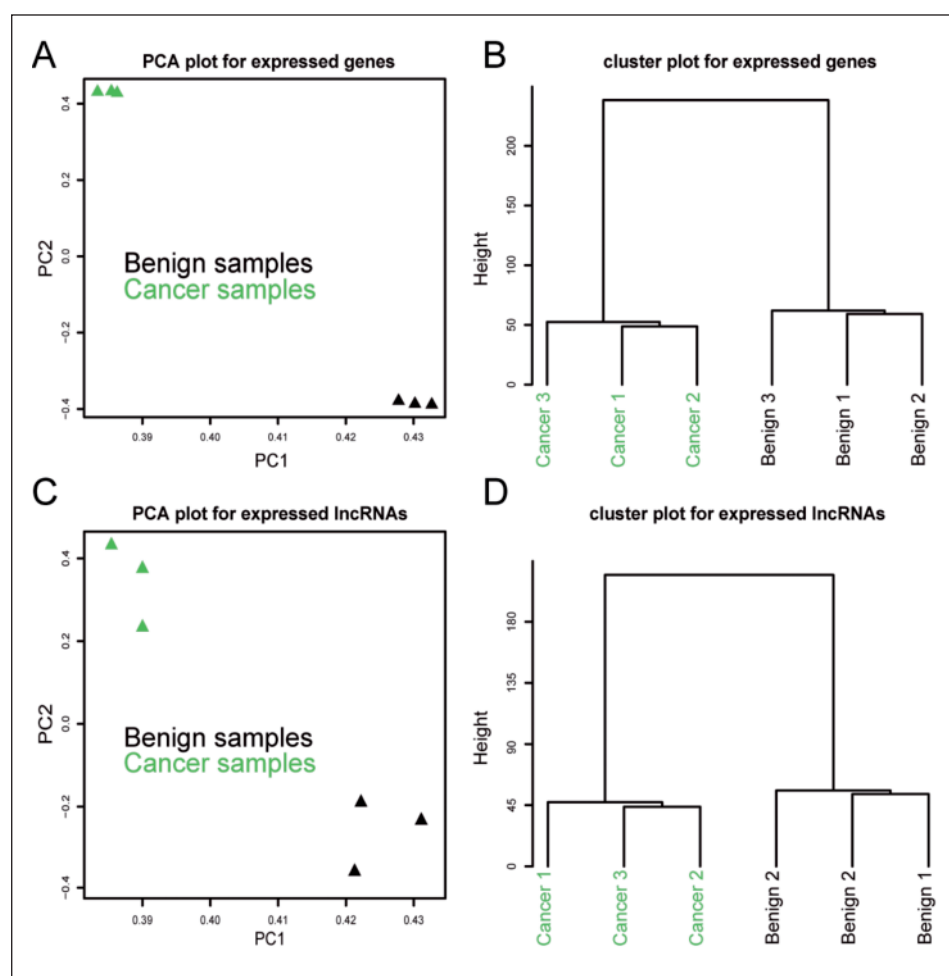 A
PCA plot for expressed genes
PC2
0.4
0.2
0.0
−0.2
−0.4
Benign samples
Cancer samples
0.39
0.40
0.41
0.42
0.43
PC1
B
cluster plot for expressed genes
Height
200
150
100
50
0
Cancer 3
Cancer 1
Cancer 2
Benign 3
Benign 1
Benign 2
C
PCA plot for expressed lncRNAs
PC2
0.4
0.2
0.0
−0.2
−0.4
Benign samples
Cancer samples
0.39
0.40
0.41
0.42
0.43
PC1
D
cluster plot for expressed lncRNAs
Height
180
135
90
45
0
Cancer 1
Cancer 3
Cancer 2
Benign 2
Benign 2
Benign 1